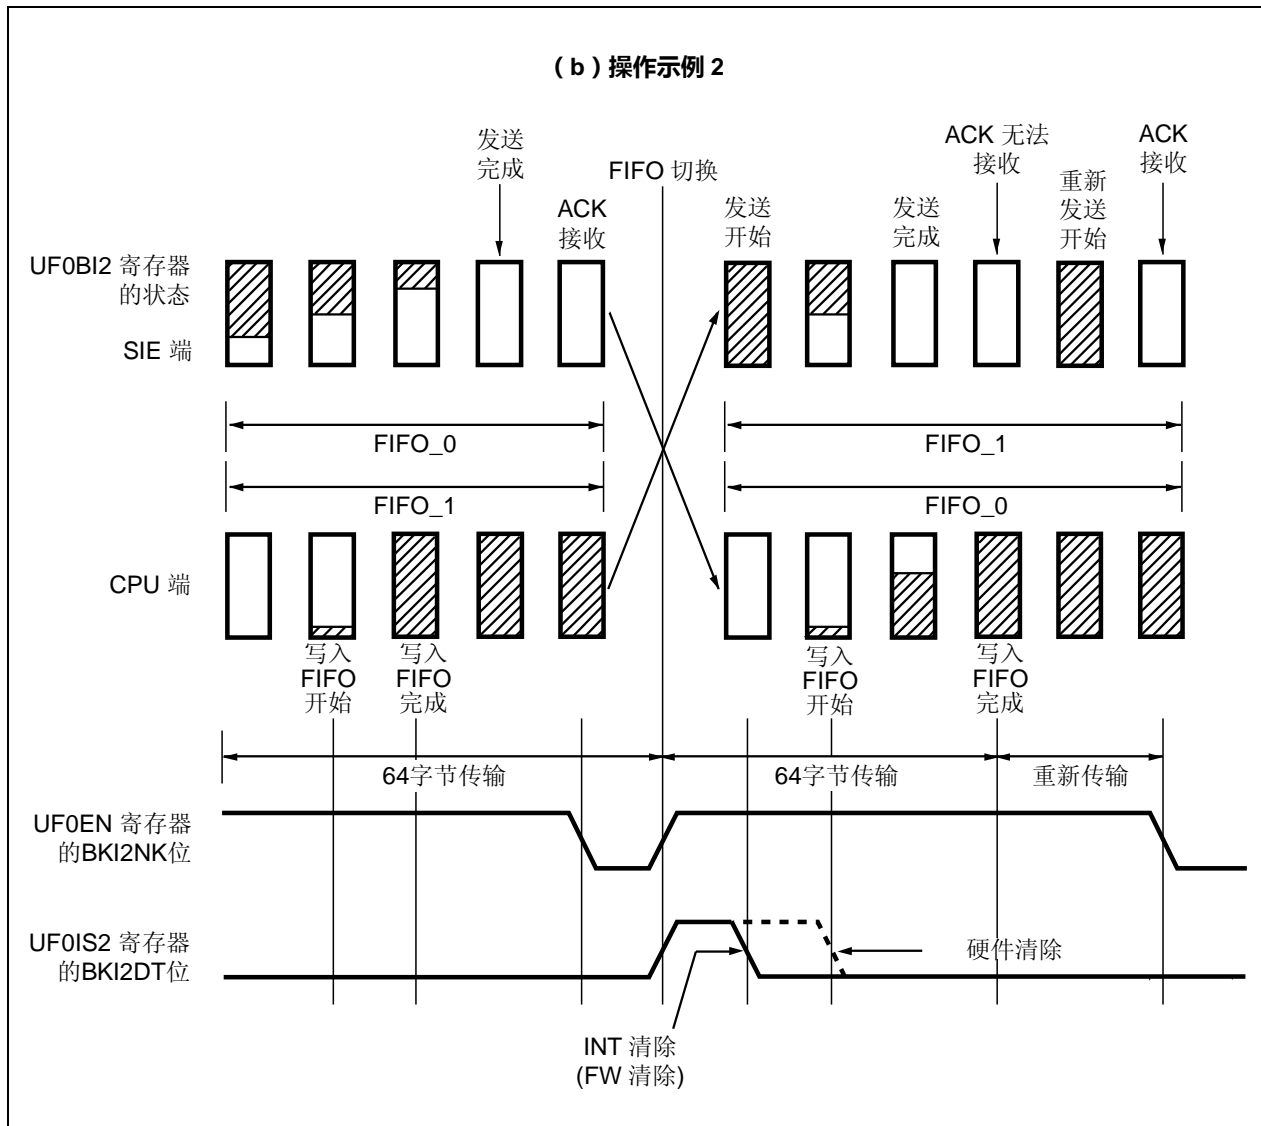 （b）操作示例 2
发送
完成
FIFO 切换
ACK
接收
发送
开始
发送
完成
ACK 无法
接收
重新
发送
开始
ACK
接收
UF0BI2 寄存器
的状态
SIE 端
FIFO_0
FIFO_1
FIFO_1
FIFO_0
CPU 端
写入
FIFO
开始
写入
FIFO
完成
写入
FIFO
开始
写入
FIFO
完成
64字节传输
64字节传输
重新传输
UF0EN 寄存器
的BKI2NK位
UF0IS2 寄存器
的BKI2DT位
硬件清除
INT 清除
(FW 清除)